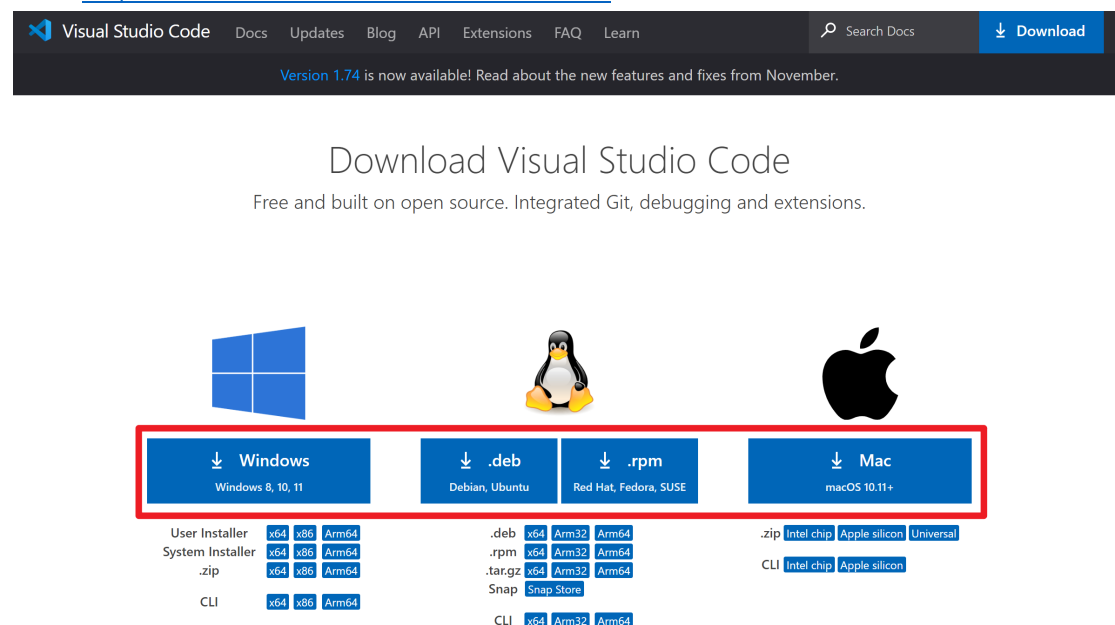 Visual Studio Code Docs Updates Blog API Extensions FAQ Learn Search Docs Download
Version 1.74 is now available! Read about the new features and fixes from November.
Download Visual Studio Code
Free and built on open source. Integrated Git, debugging and extensions.
Windows
Windows 8, 10, 11
.deb
Debian, Ubuntu
.rpm
Red Hat, Fedora, SUSE
Mac
macOS 10.11+
User Installer x64 x86 Arm64
System Installer x64 x86 Arm64
.zip x64 x86 Arm64
CLI x64 x86 Arm64
.deb x64 Arm32 Arm64
.rpm x64 Arm32 Arm64
.tar.gz x64 Arm32 Arm64
Snap Snap Store
CLI x64 Arm32 Arm64
.zip Intel chip Apple silicon Universal
CLI Intel chip Apple silicon